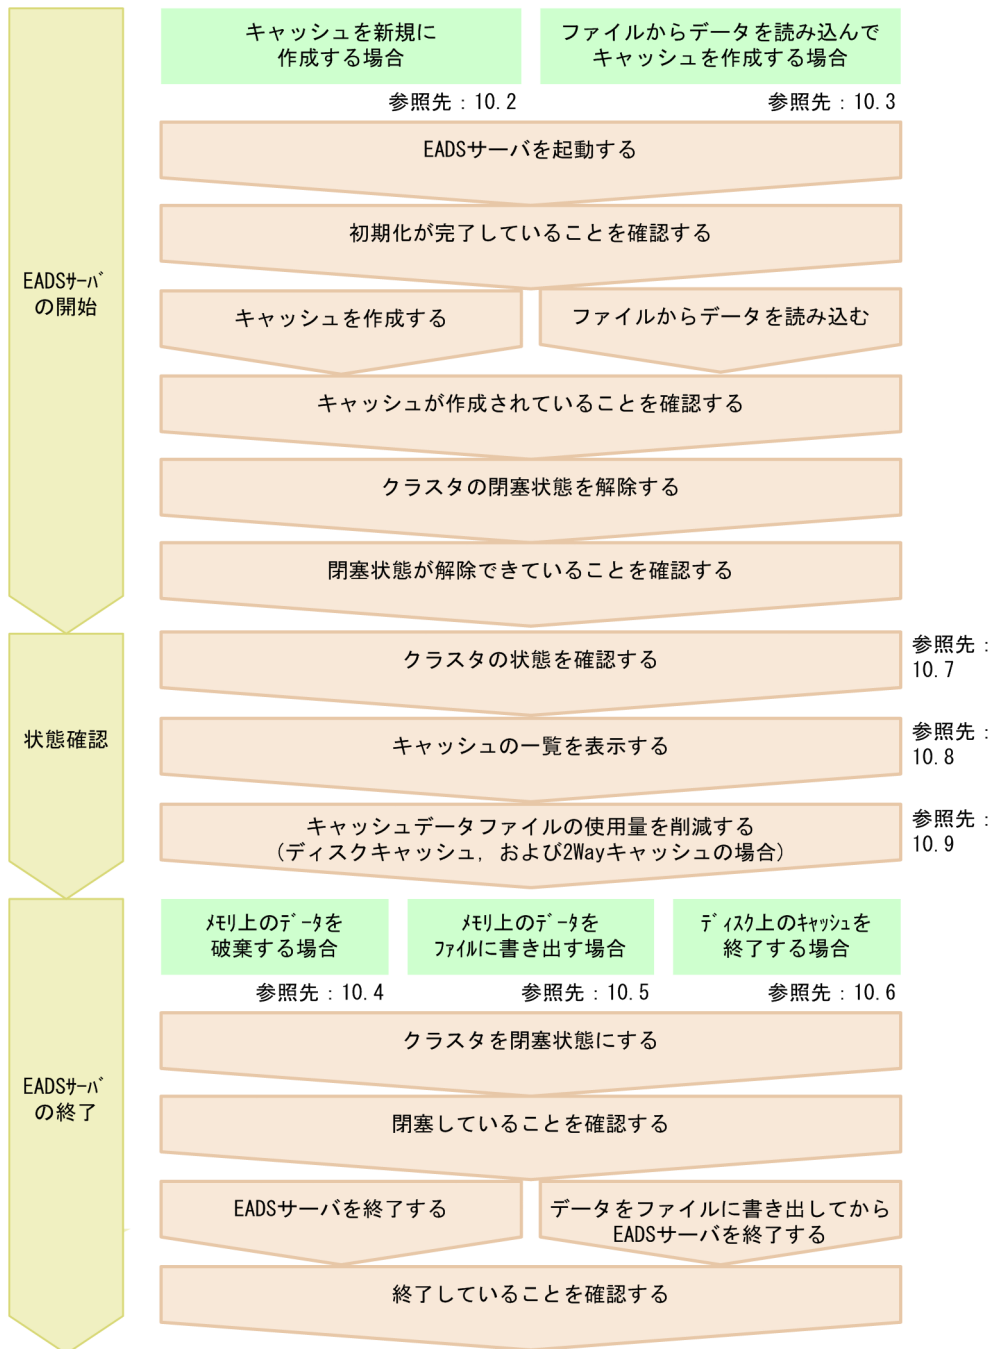 キャッシュを新規に
作成する場合
ファイルからデータを読み込んで
キャッシュを作成する場合
参照先：10.2
参照先：10.3
EADSサーバを起動する
初期化が完了していることを確認する
EADSｻｰﾊﾞ
の開始
キャッシュを作成する
ファイルからデータを読み込む
キャッシュが作成されていることを確認する
クラスタの閉塞状態を解除する
閉塞状態が解除できていることを確認する
クラスタの状態を確認する
参照先：
10.7
状態確認
キャッシュの一覧を表示する
参照先：
10.8
キャッシュデータファイルの使用量を削減する
（ディスクキャッシュ，および2Wayキャッシュの場合）
参照先：
10.9
ﾒﾓﾘ上のﾃﾞｰﾀを
破棄する場合
ﾒﾓﾘ上のﾃﾞｰﾀを
ﾌｧｲﾙに書き出す場合
ﾃﾞｨｽｸ上のｷｬｯｼｭを
終了する場合
参照先：10.4
参照先：10.5
参照先：10.6
クラスタを閉塞状態にする
EADSｻｰﾊﾞ
の終了
閉塞していることを確認する
EADSサーバを終了する
データをファイルに書き出してから
EADSサーバを終了する
終了していることを確認する